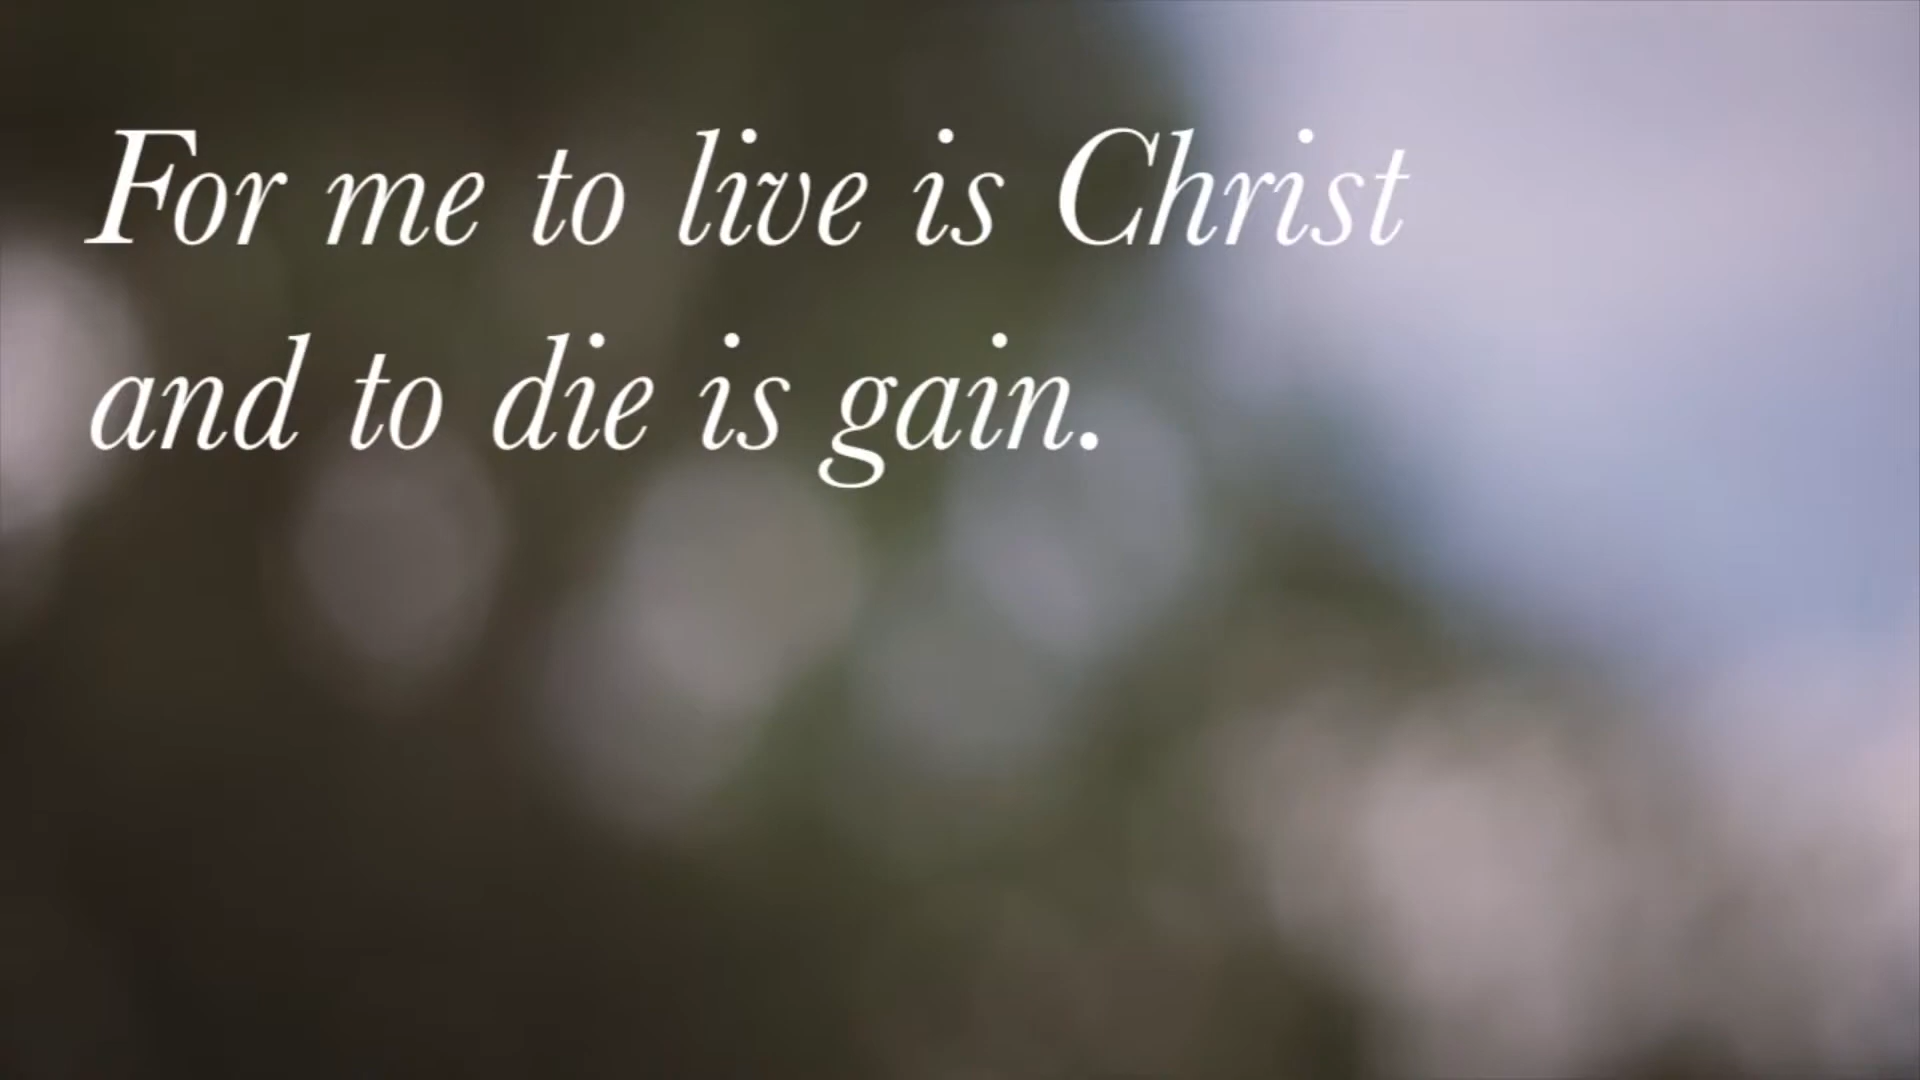 For me to live is Christ
and to die is gain.